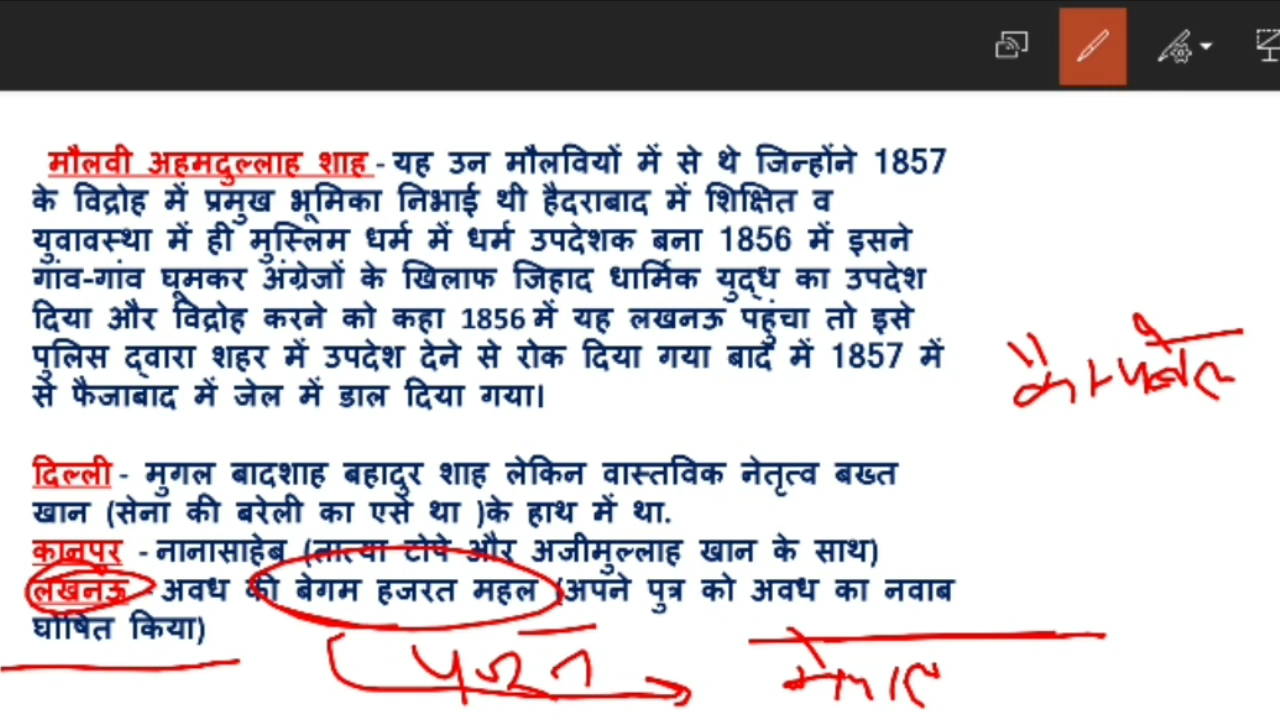 मौलवी अहमदुल्लाह शाह - यह उन मौलवियों में से थे जिन्होंने 1857
के विद्रोह में प्रमुख भूमिका निभाई थी हैदराबाद में शिक्षित व
युवावस्था में ही मुस्लिम धर्म में धर्म उपदेशक बना 1856 में इसने
गांव-गांव घूमकर अंग्रेजों के खिलाफ जिहाद धार्मिक युद्ध का उपदेश
दिया और विद्रोह करने को कहा 1856 में यह लखनऊ पहुंचा तो इसे
पुलिस द्वारा शहर में उपदेश देने से रोक दिया गया बाद में 1857 में
से फैजाबाद में जेल में डाल दिया गया।
दिल्ली - मुगल बादशाह बहादुर शाह लेकिन वास्तविक नेतृत्व बख्त
खान (सेना की बरेली का एसे था )के हाथ में था.
कानपुर - नानासाहेब (तात्या टोपे और अजीमुल्लाह खान के साथ)
लखनऊ - अवध की बेगम हजरत महल (अपने पुत्र को अवध का नवाब
घोषित किया)